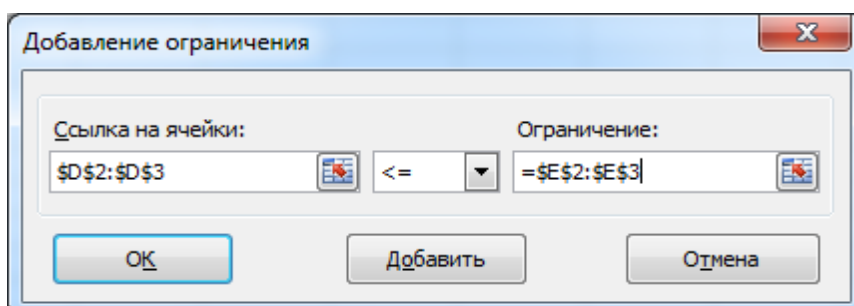 Добавление ограничения
Ссылка на ячейки: Ограничение:
$D$2:$D$3 <= =$E$2:$E$3
ОК Добавить Отмена